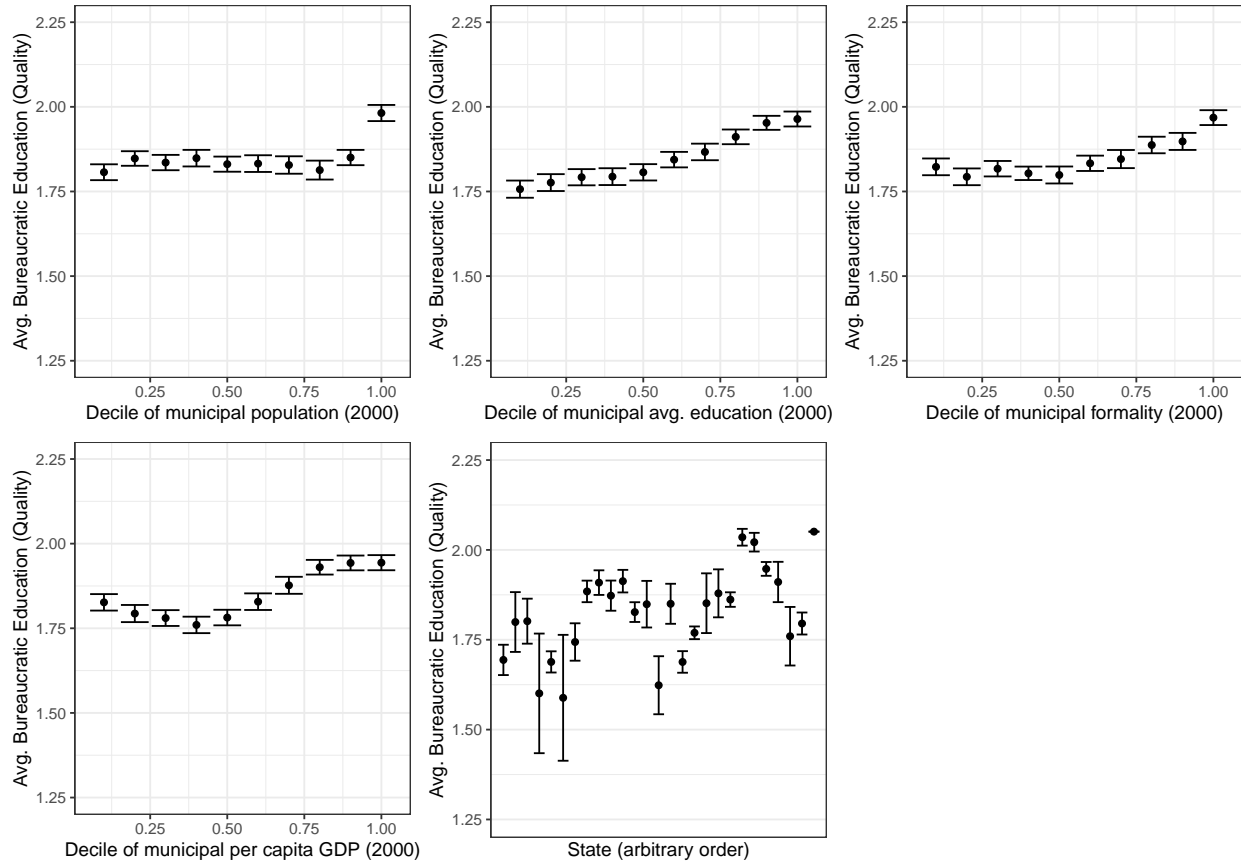 Avg. Bureaucratic Education (Quality)
2.25
2.00
1.75
1.50
1.25
0.25 0.50 0.75 1.00
Decile of municipal population (2000)
Avg. Bureaucratic Education (Quality)
2.25
2.00
1.75
1.50
1.25
0.25 0.50 0.75 1.00
Decile of municipal avg. education (2000)
Avg. Bureaucratic Education (Quality)
2.25
2.00
1.75
1.50
1.25
0.25 0.50 0.75 1.00
Decile of municipal formality (2000)
Avg. Bureaucratic Education (Quality)
2.25
2.00
1.75
1.50
1.25
0.25 0.50 0.75 1.00
Decile of municipal per capita GDP (2000)
Avg. Bureaucratic Education (Quality)
2.25
2.00
1.75
1.50
1.25
State (arbitrary order)